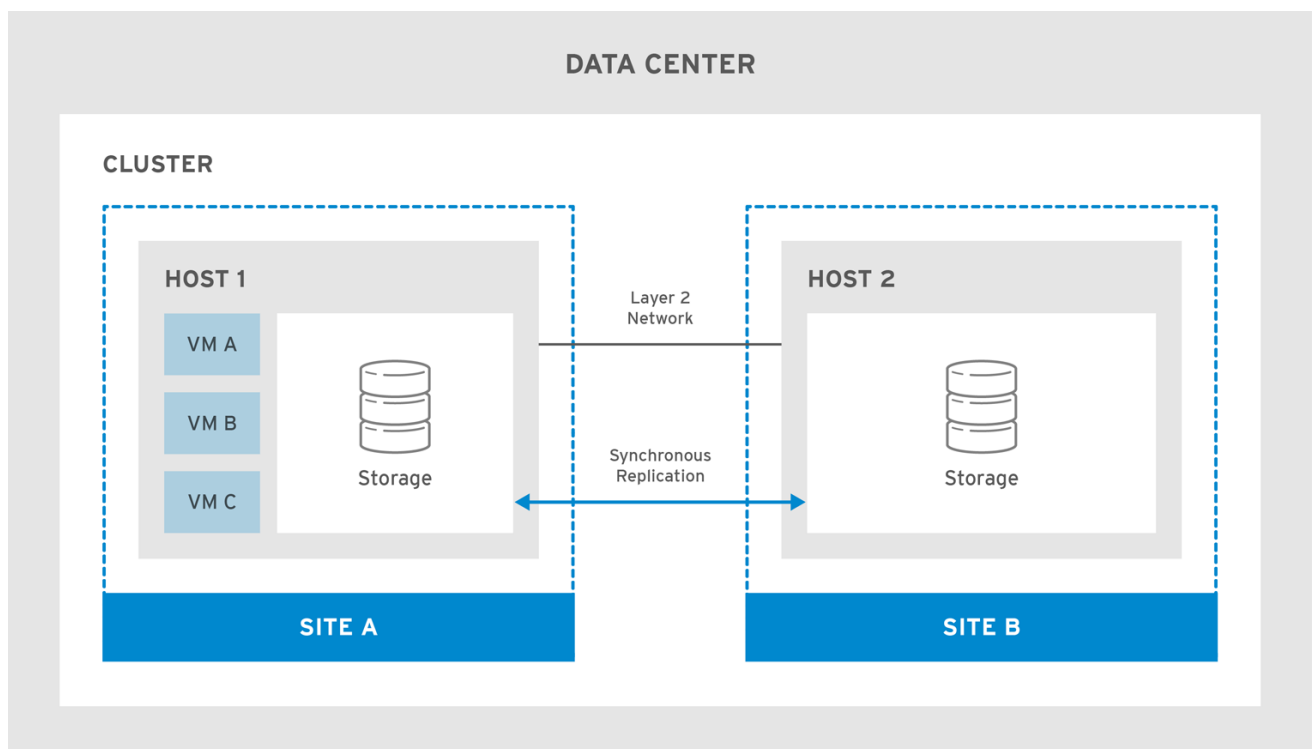 DATA CENTER
CLUSTER
HOST 1
VM A
VM B
VM C
Storage
SITE A
Layer 2
Network
Synchronous
Replication
HOST 2
Storage
SITE B